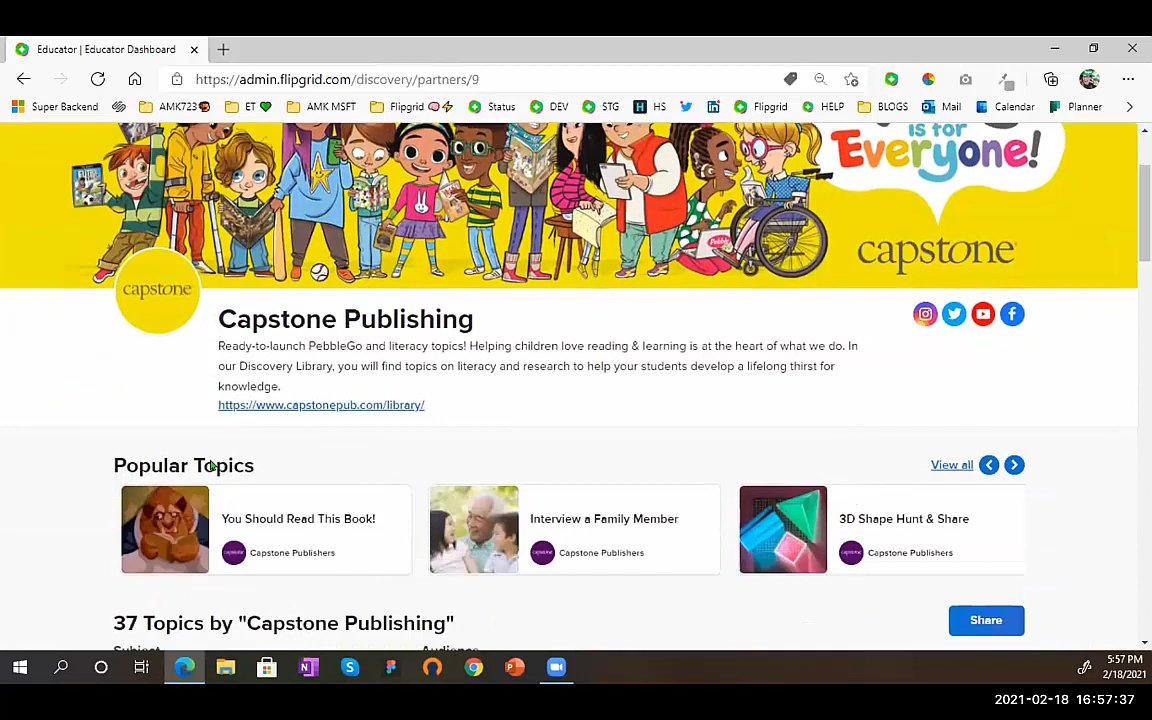 Educator | Educator Dashboard
https://admin.flipgrid.com/discovery/partners/9
Super Backend AMK723 ET AMK MSFT Flipgrid Status DEV STG HS Flipgrid HELP BLOGS Mail Calendar Planner
is for
Everyone!
capstone
capstone
Capstone Publishing
Ready-to-launch PebbleGo and literacy topics! Helping children love reading & learning is at the heart of what we do. In
our Discovery Library, you will find topics on literacy and research to help your students develop a lifelong thirst for
knowledge.
https://www.capstonepub.com/library/
Popular Topics
View all
You Should Read This Book!
Capstone Publishers
Interview a Family Member
Capstone Publishers
3D Shape Hunt & Share
Capstone Publishers
37 Topics by "Capstone Publishing"
Share
5:57 PM
2/18/2021
2021-02-18 16:57:37